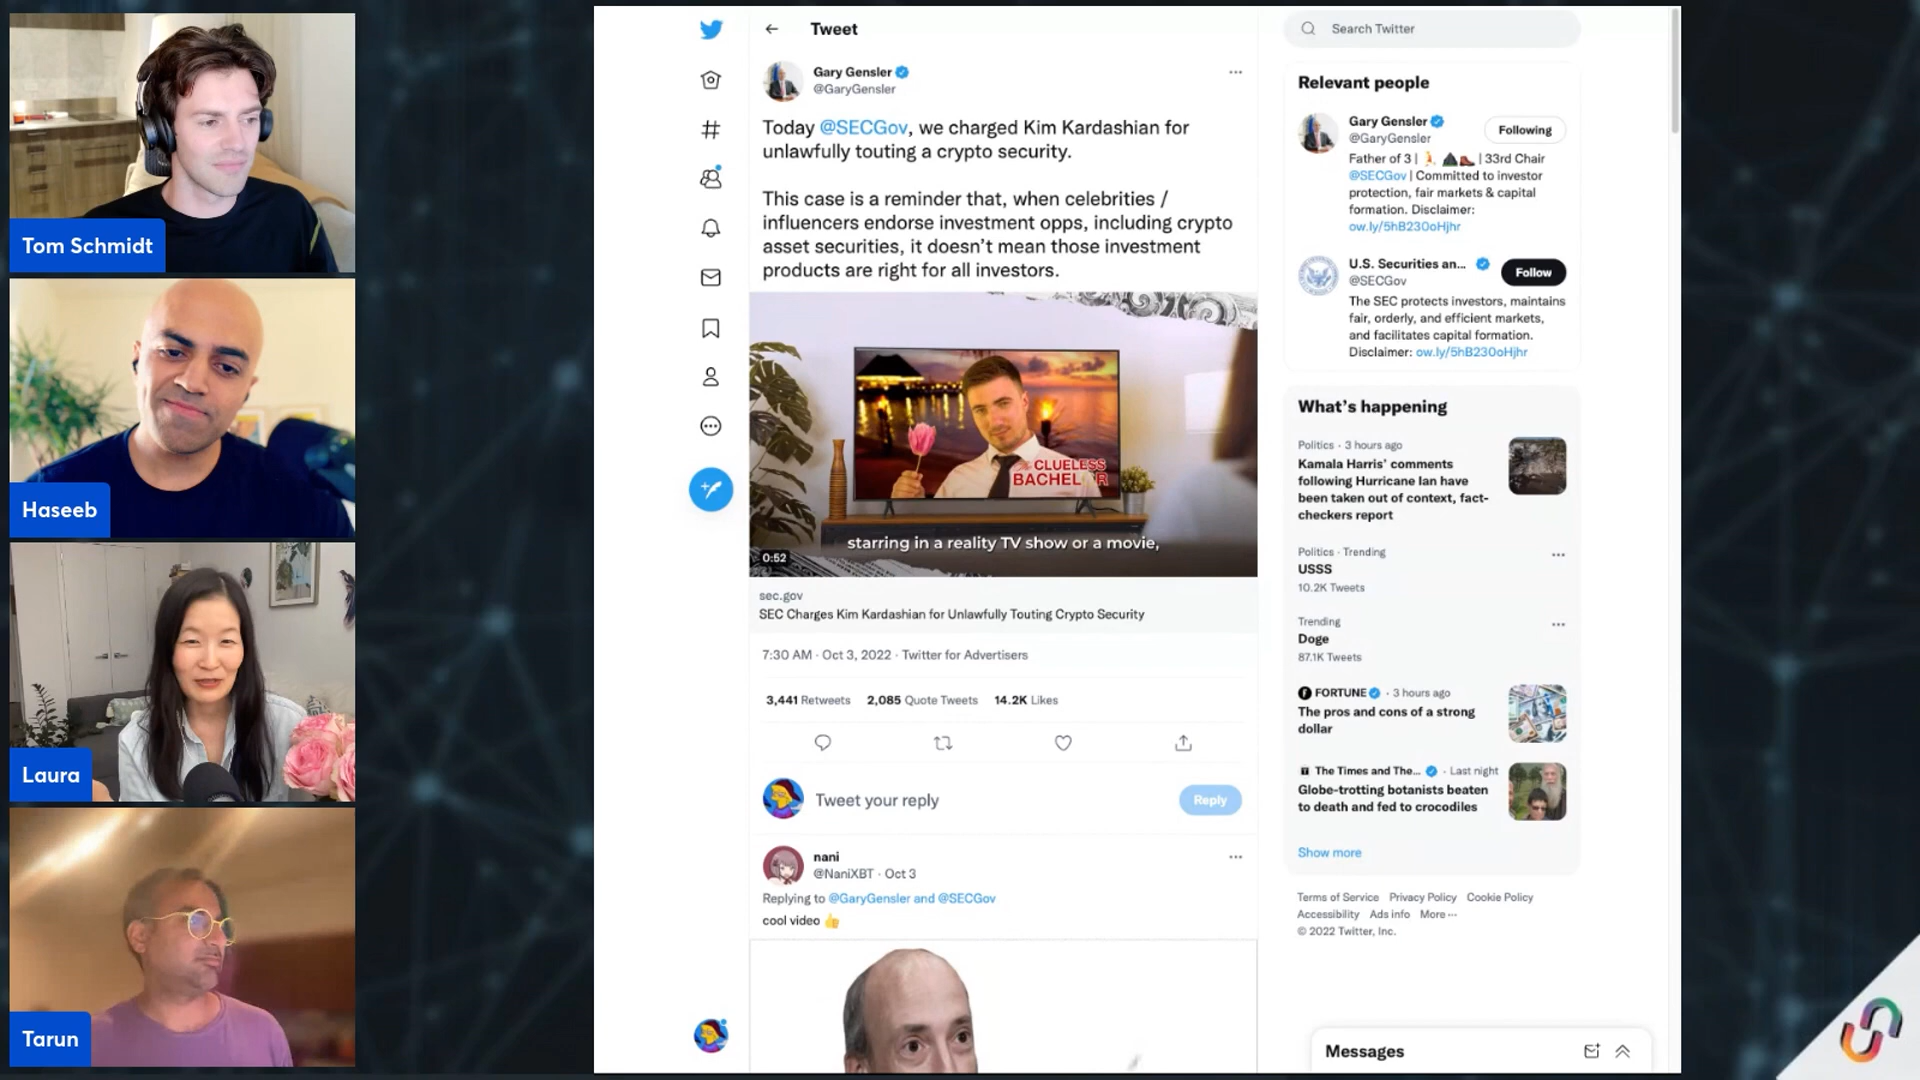 Tom Schmidt
Haseeb
Laura
Tarun
Tweet
Gary Gensler
@GaryGensler
Today @SECGov, we charged Kim Kardashian for
unlawfully touting a crypto security.
This case is a reminder that, when celebrities /
influencers endorse investment opps, including crypto
asset securities, it doesn’t mean those investment
products are right for all investors.
CLUELESS
BACHEL R
starring in a reality TV show or a movie,
0:52
sec.gov
SEC Charges Kim Kardashian for Unlawfully Touting Crypto Security
7:30 AM · Oct 3, 2022 · Twitter for Advertisers
3,441 Retweets 2,085 Quote Tweets 14.2K Likes
Tweet your reply
Reply
nani
@NaniXBT · Oct 3
Replying to @GaryGensler and @SECGov
cool video 👍
Search Twitter
Relevant people
Gary Gensler
@GaryGensler
Following
Father of 3 | 🏃 ⛰️🥾 | 33rd Chair
@SECGov | Committed to investor
protection, fair markets & capital
formation. Disclaimer:
ow.ly/5hB230oHjhr
U.S. Securities an...
@SECGov
Follow
The SEC protects investors, maintains
fair, orderly, and efficient markets,
and facilitates capital formation.
Disclaimer: ow.ly/5hB230oHjhr
What’s happening
Politics · 3 hours ago
Kamala Harris’ comments
following Hurricane Ian have
been taken out of context, fact-
checkers report
Politics · Trending
USSS
10.2K Tweets
Trending
Doge
87.1K Tweets
FORTUNE · 3 hours ago
The pros and cons of a strong
dollar
The Times and The... · Last night
Globe-trotting botanists beaten
to death and fed to crocodiles
Show more
Terms of Service Privacy Policy Cookie Policy
Accessibility Ads info More ···
© 2022 Twitter, Inc.
Messages